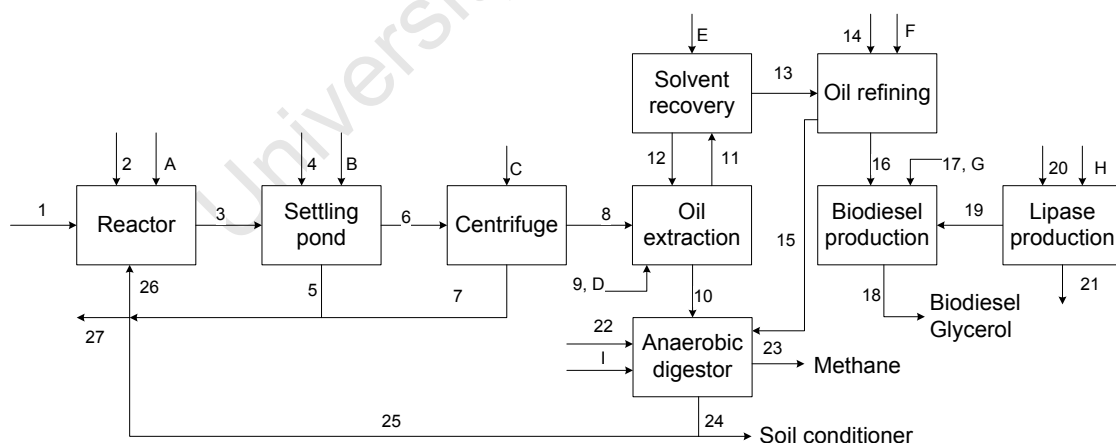 Universi
E
14
F
Solvent
recovery
13
Oil refining
2
A
4
B
C
12
11
16
17, G
20
H
1
Reactor
3
Settling
pond
6
Centrifuge
8
Oil
extraction
Biodiesel
production
19
Lipase
production
15
26
5
7
9, D
10
18
Biodiesel
Glycerol
21
27
22
I
Anaerobic
digestor
23
Methane
25
24
Soil conditioner